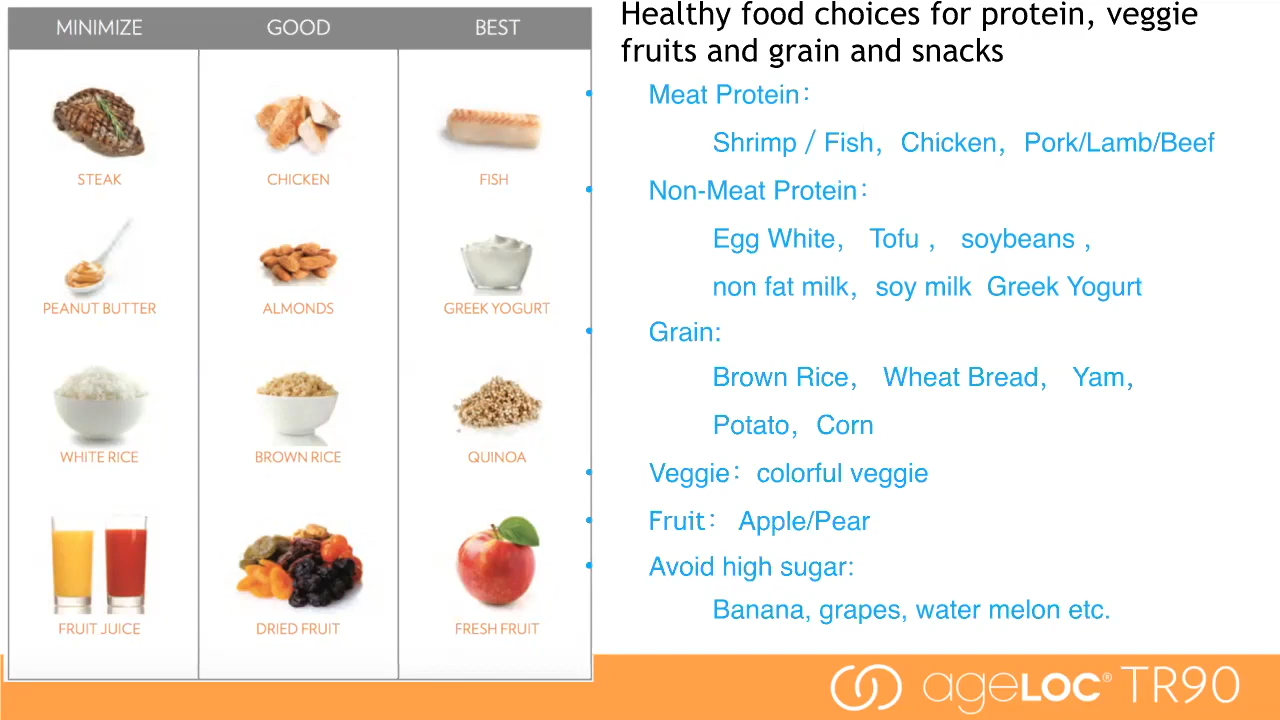 MINIMIZE GOOD BEST
STEAK CHICKEN FISH
PEANUT BUTTER ALMONDS GREEK YOGURT
WHITE RICE BROWN RICE QUINOA
FRUIT JUICE DRIED FRUIT FRESH FRUIT
Healthy food choices for protein, veggie
fruits and grain and snacks
• Meat Protein：
Shrimp / Fish， Chicken， Pork/Lamb/Beef
• Non-Meat Protein：
Egg White， Tofu， soybeans ,
non fat milk， soy milk Greek Yogurt
• Grain:
Brown Rice， Wheat Bread， Yam，
Potato， Corn
• Veggie：colorful veggie
• Fruit： Apple/Pear
• Avoid high sugar:
Banana, grapes, water melon etc.
ageLOC® TR90